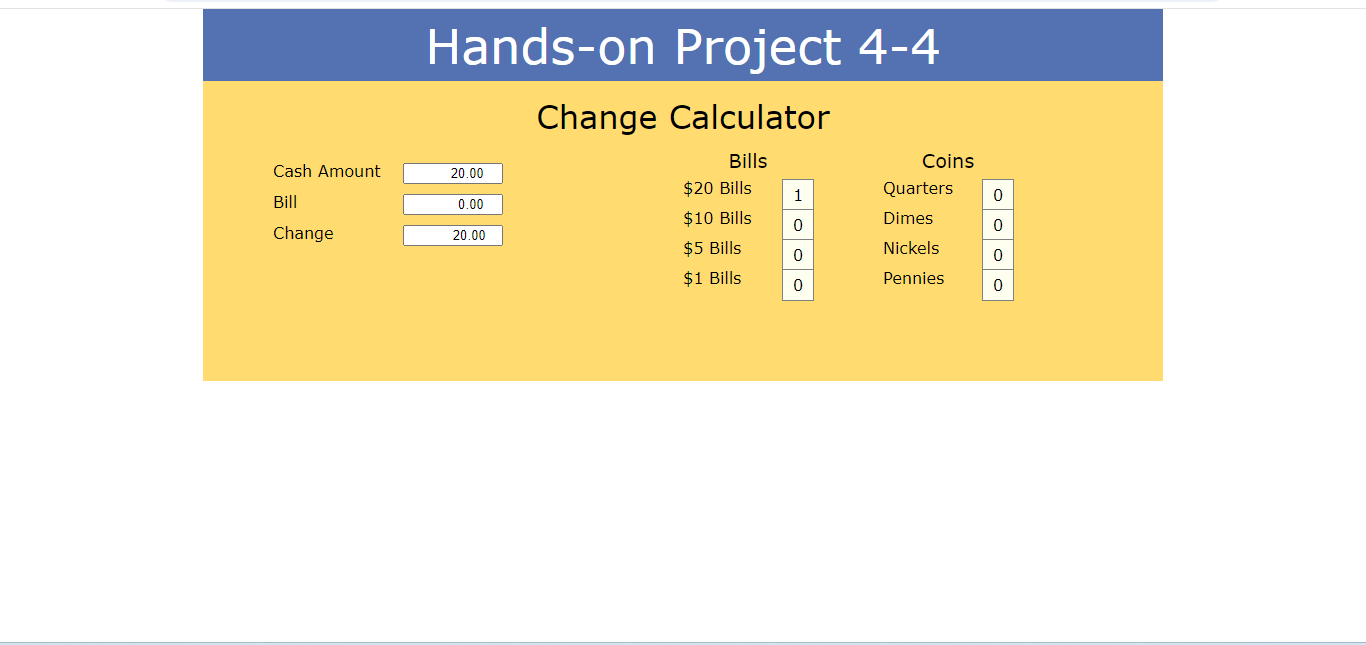 Hands-on Project 4-4
Change Calculator
Cash Amount 20.00
Bill 0.00
Change 20.00
Bills
$20 Bills 1
$10 Bills 0
$5 Bills 0
$1 Bills 0
Coins
Quarters 0
Dimes 0
Nickels 0
Pennies 0